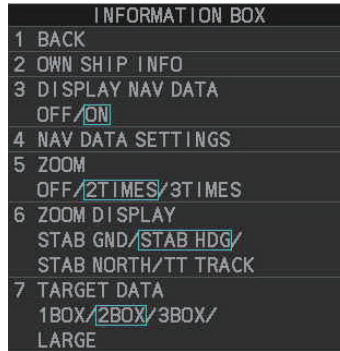 INFORMATION BOX
1 BACK
2 OWN SHIP INFO
3 DISPLAY NAV DATA
OFF/ON
4 NAV DATA SETTINGS
5 ZOOM
OFF/2TIMES/3TIMES
6 ZOOM DISPLAY
STAB GND/STAB HDG/
STAB NORTH/TT TRACK
7 TARGET DATA
1BOX/2BOX/3BOX/
LARGE